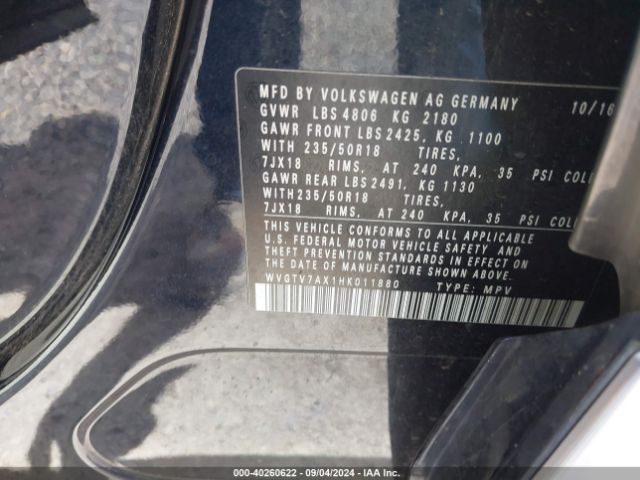 MFD BY VOLKSWAGEN AG GERMANY 10/16
GVWR LBS 4806 KG 2180
GAWR FRONT LBS 2425, KG 1100
WITH 235/50R18 TIRES,
7JX18 RIMS, AT 240 KPA, 35 PSI COLD
GAWR REAR LBS 2491, KG 1130
WITH 235/50R18 TIRES,
7JX18 RIMS, AT 240 KPA, 35 PSI COLD
THIS VEHICLE CONFORMS TO ALL APPLICABLE
U.S. FEDERAL MOTOR VEHICLE SAFETY AND
THEFT PREVENTION STANDARDS IN EFFECT ON
THE DATE OF MANUFACTURE SHOWN ABOVE.
WVGTV7AX1HK011880 TYPE: MPV
000-40260622 - 09/04/2024 - IAA Inc.